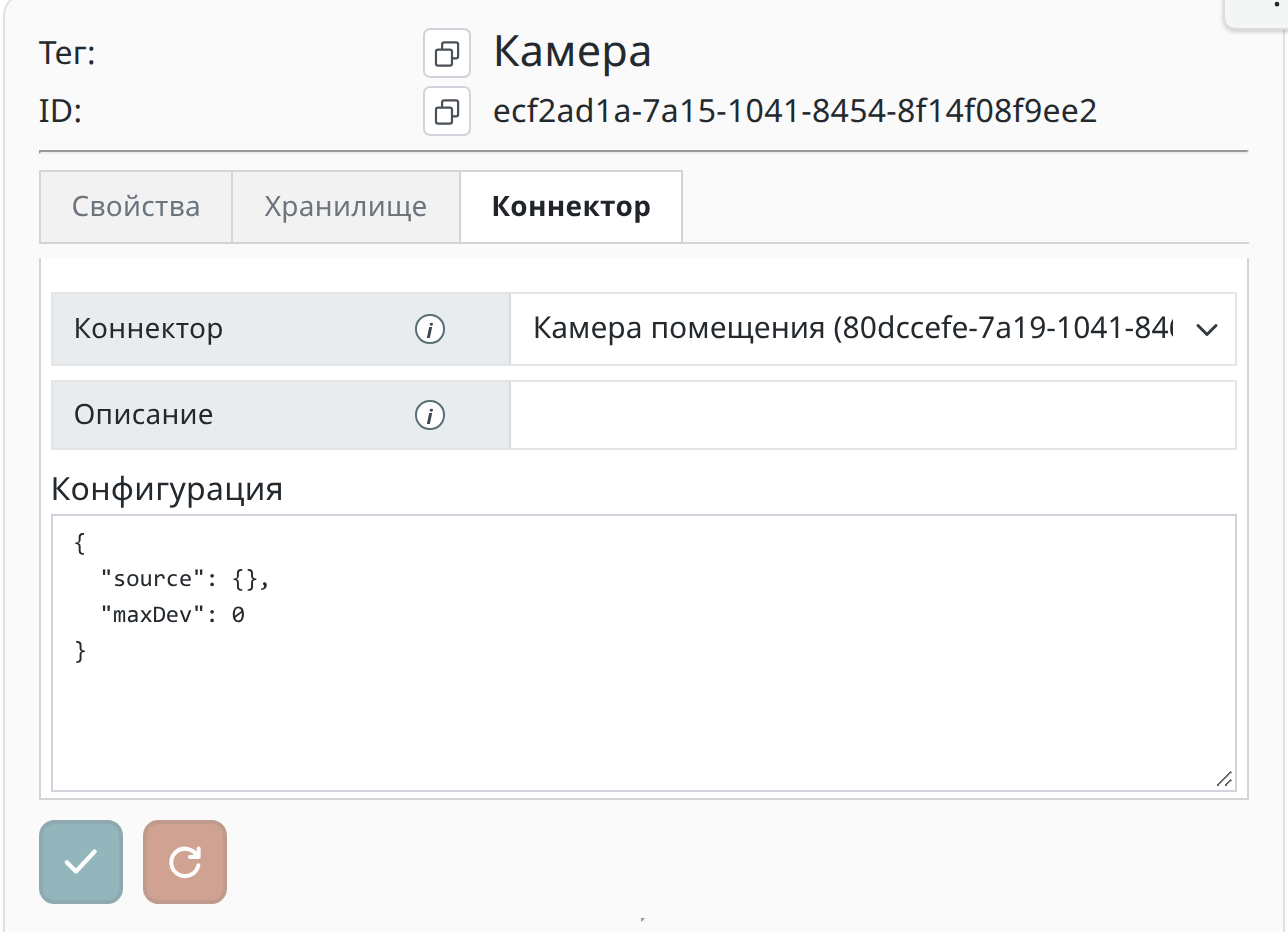 Тег: Камера
ID: ecf2ad1a-7a15-1041-8454-8f14f08f9ee2
Свойства Хранилище Коннектор
Коннектор i Камера помещения (80dccefe-7a19-1041-84
Описание i
Конфигурация
{
  "source": {},
  "maxDev": 0
}